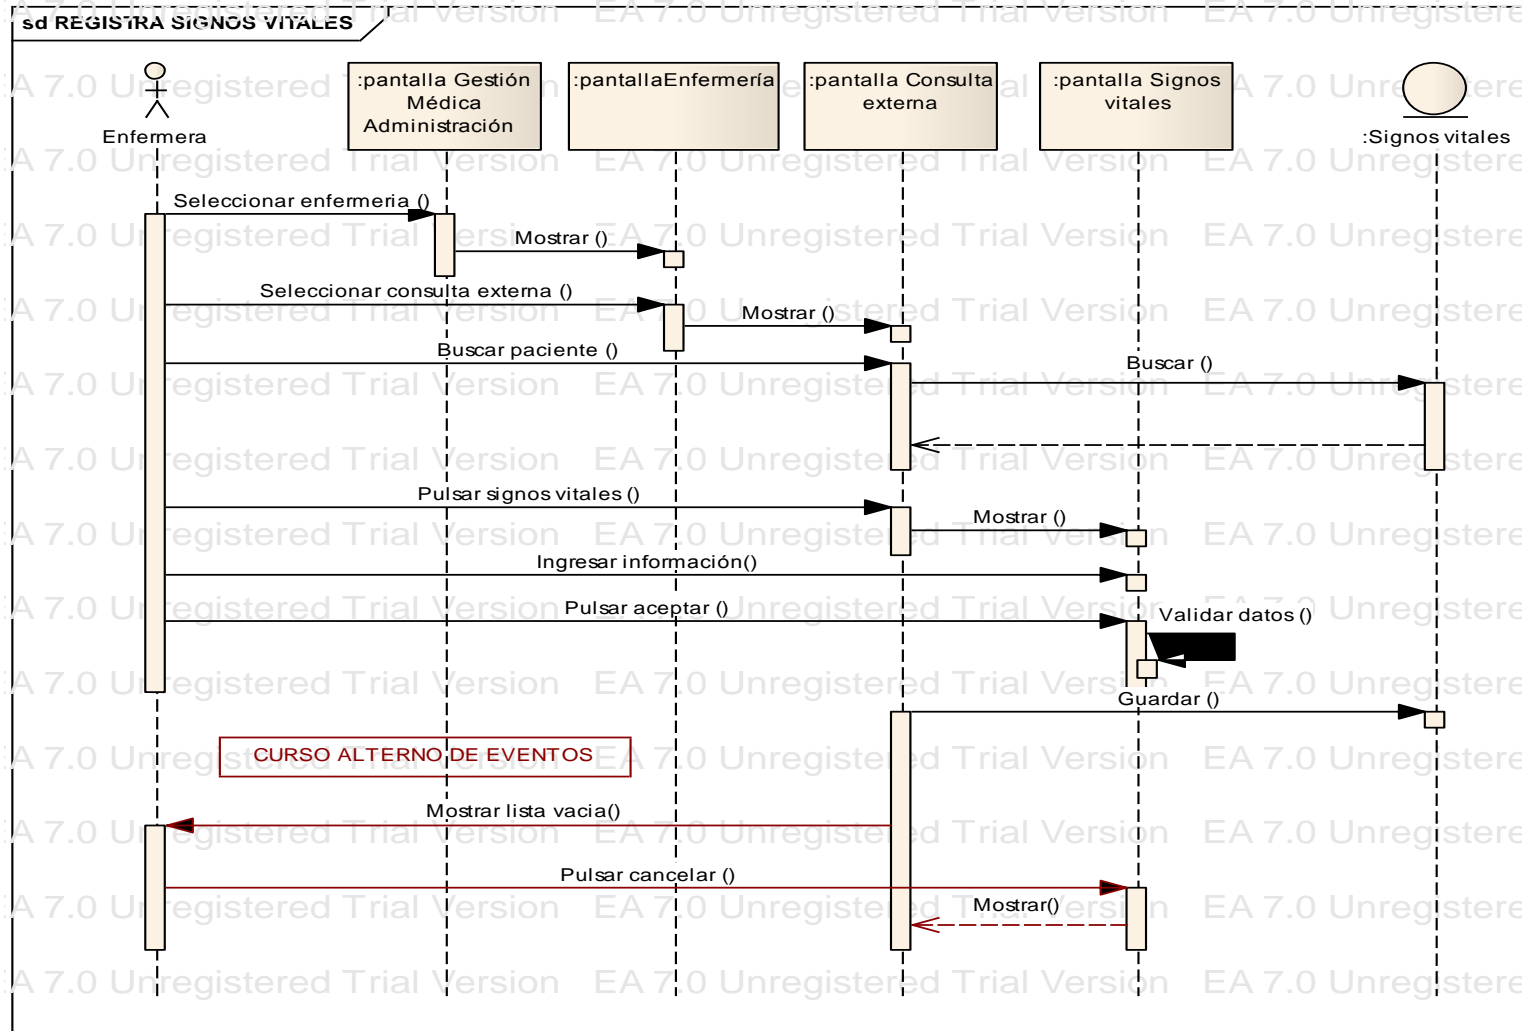 sd REGISTRA SIGNOS VITALES
Enfermera
:pantalla Gestión
Médica
Administración
:pantallaEnfermería
:pantalla Consulta
externa
:pantalla Signos
vitales
:Signos vitales
Seleccionar enfermeria ()
Mostrar ()
Seleccionar consulta externa ()
Mostrar ()
Buscar paciente ()
Buscar ()
Pulsar signos vitales ()
Mostrar ()
Ingresar información()
Pulsar aceptar ()
Validar datos ()
Guardar ()
CURSO ALTERNO DE EVENTOS
Mostrar lista vacia()
Pulsar cancelar ()
Mostrar()
EA 7.0 Unregistered Trial Version